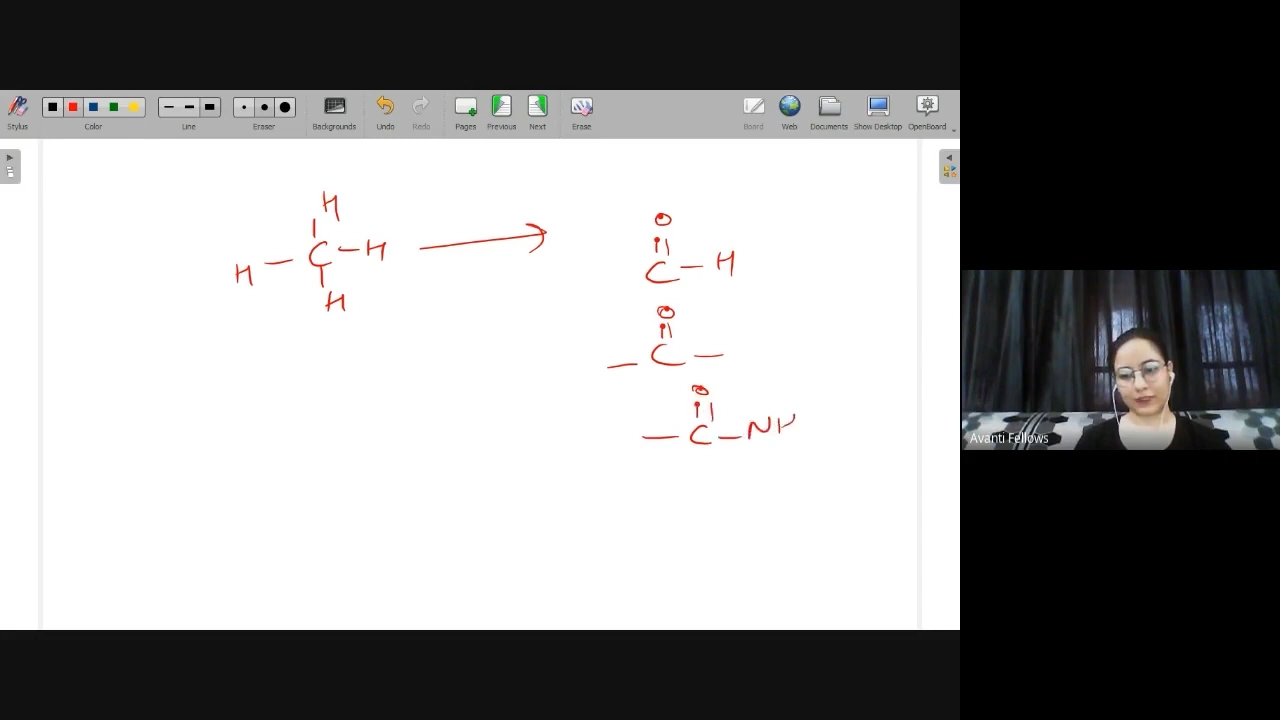 Stylus Color Line Eraser Backgrounds Undo Redo Pages Previous Next Erase Board Web Documents Show Desktop OpenBoard
H
H - C - H
H
O
C - H
O
- C -
O
- C - NH
Avanti Fellows